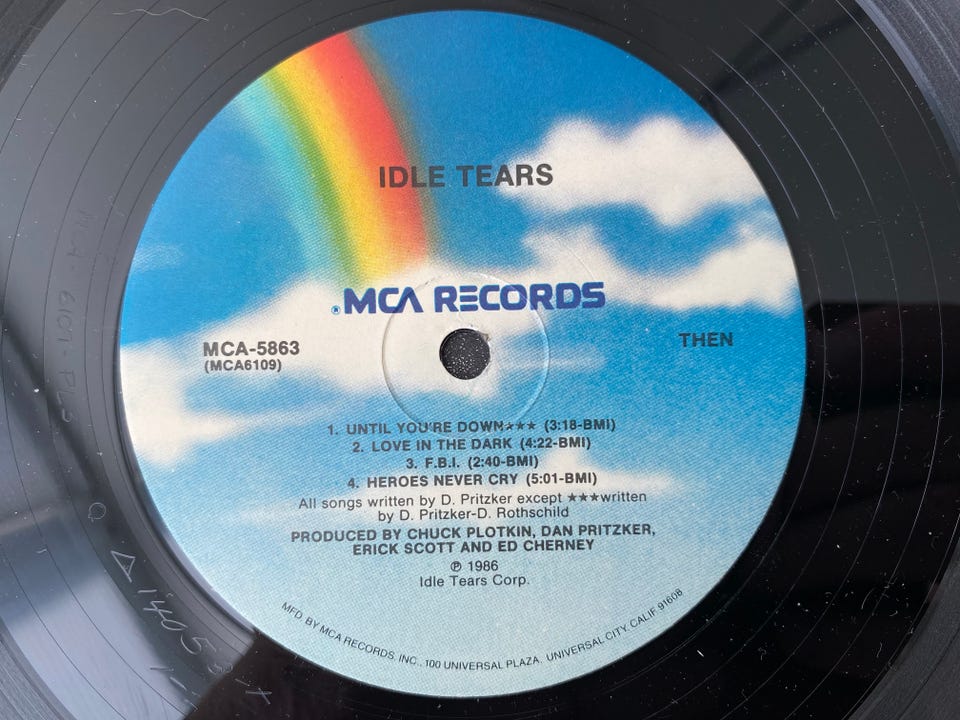 IDLE TEARS
®MCA RECORDS
MCA-5863
(MCA6109)
THEN
1. UNTIL YOU'RE DOWN★★★ (3:18-BMI)
2. LOVE IN THE DARK (4:22-BMI)
3. F.B.I. (2:40-BMI)
4. HEROES NEVER CRY (5:01-BMI)
All songs written by D. Pritzker except ★★★written
by D. Pritzker-D. Rothschild
PRODUCED BY CHUCK PLOTKIN, DAN PRITZKER,
ERICK SCOTT AND ED CHERNEY
℗ 1986
Idle Tears Corp.
MFD. BY MCA RECORDS, INC., 100 UNIVERSAL PLAZA, UNIVERSAL CITY, CALIF. 91608